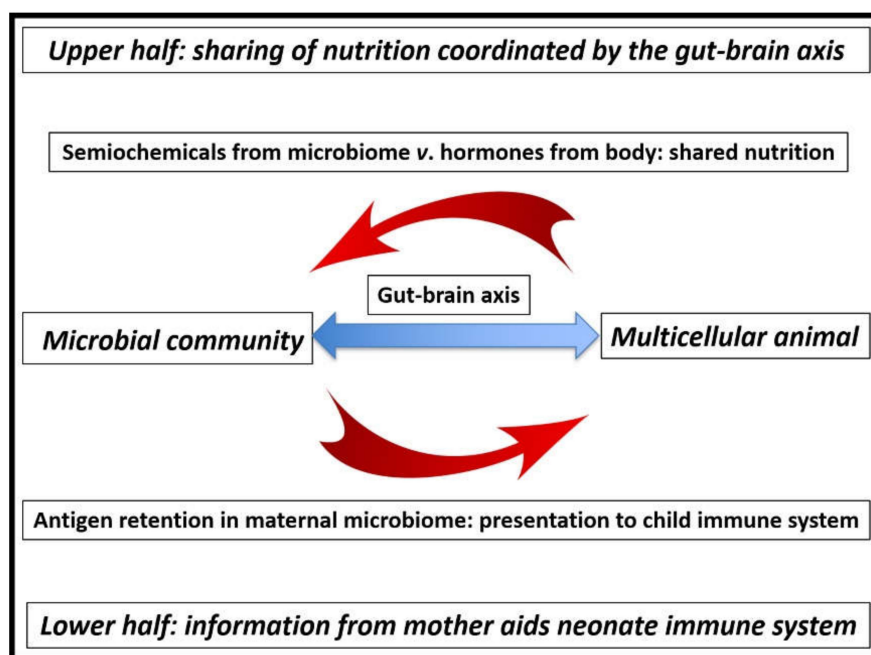 Upper half: sharing of nutrition coordinated by the gut-brain axis
Semiochemicals from microbiome v. hormones from body: shared nutrition
Gut-brain axis
Microbial community
Multicellular animal
Antigen retention in maternal microbiome: presentation to child immune system
Lower half: information from mother aids neonate immune system